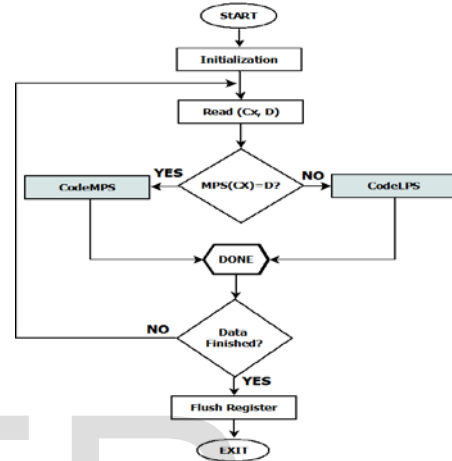 StART
Initialization
Read (Cx, D)
MPS(CX)=D?
YES
NO
CodeMPS
CodeLPS
DONE
NO
Data
Finished?
YES
Flush Register
EXIT